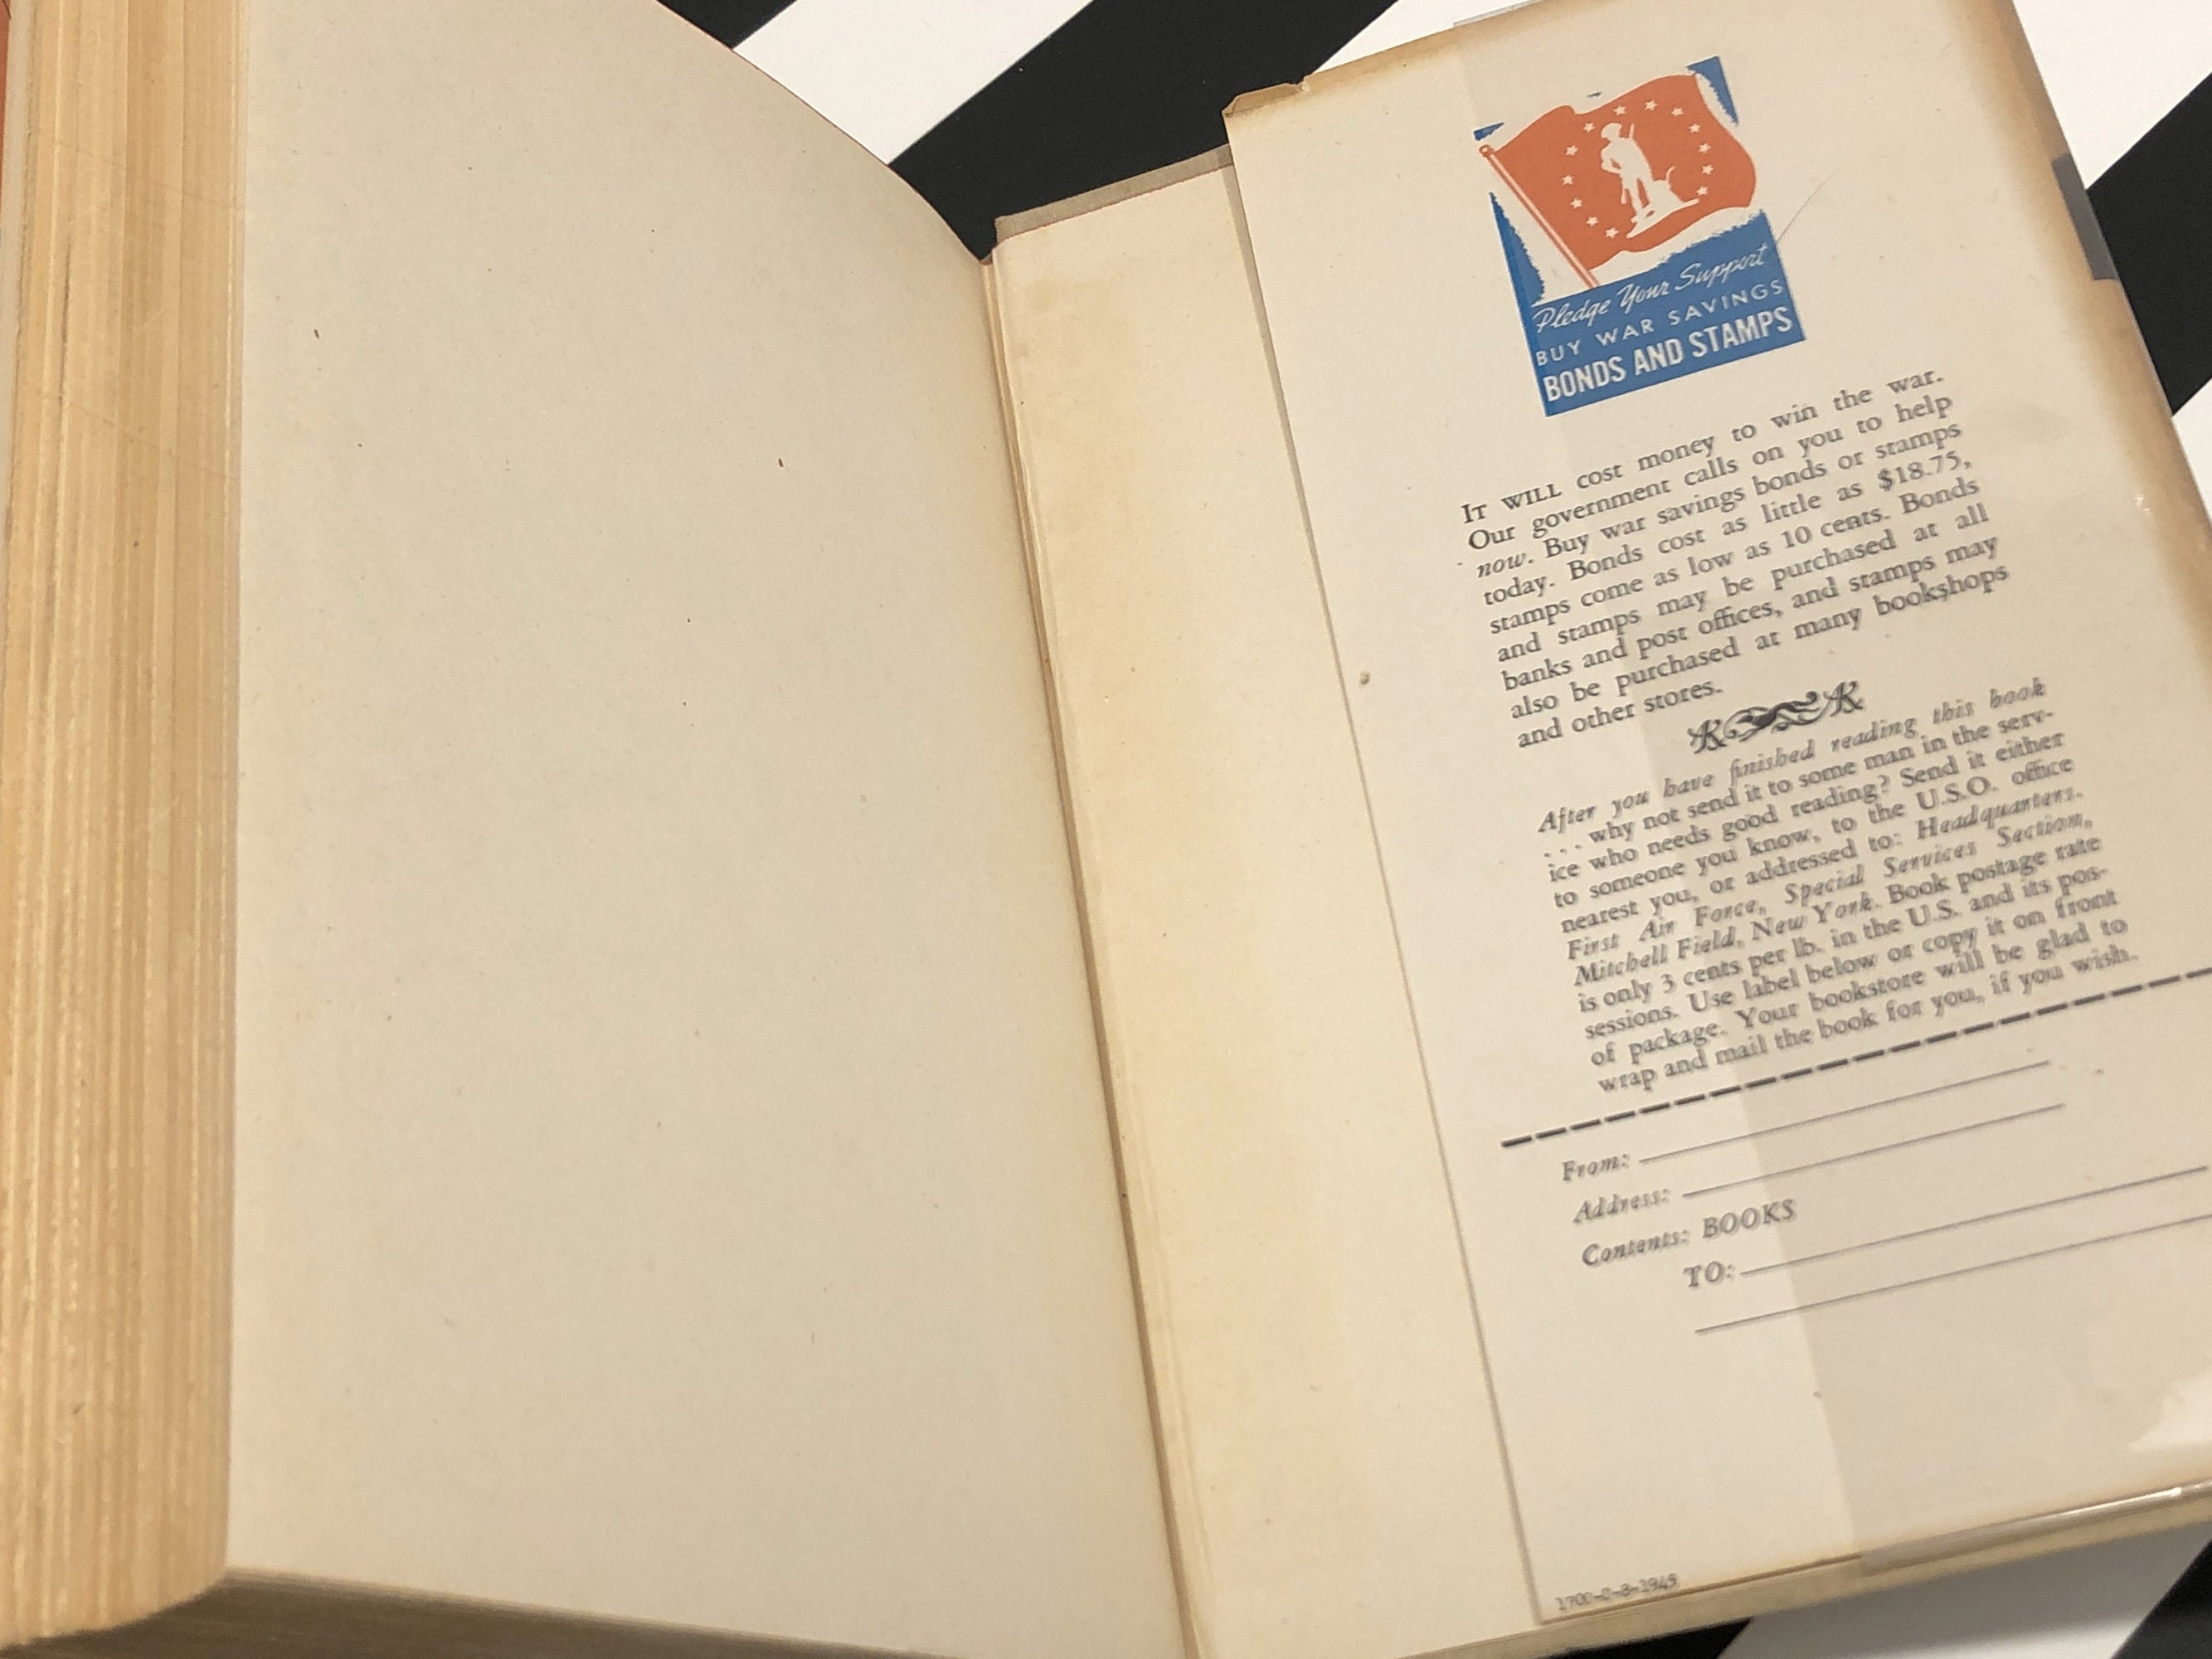 Pledge Your Support
BUY WAR SAVINGS
BONDS AND STAMPS
IT WILL cost money to win the war.
Our government calls on you to help
now. Buy war savings bonds or stamps
today. Bonds cost as little as $18.75,
stamps come as low as 10 cents. Bonds
and stamps may be purchased at all
banks and post offices, and stamps may
also be purchased at many bookshops
and other stores.
After you have finished reading this book
. . . why not send it to some man in the serv-
ice who needs good reading? Send it either
to someone you know, to the U.S.O. office
nearest you, or addressed to: Headquarters,
First Air Force, Special Services Section,
Mitchell Field, New York. Book postage rate
is only 3 cents per lb. in the U.S. and its pos-
sessions. Use label below or copy it on front
of package. Your bookstore will be glad to
wrap and mail the book for you, if you wish.
From:
Address:
Contents: BOOKS
TO: